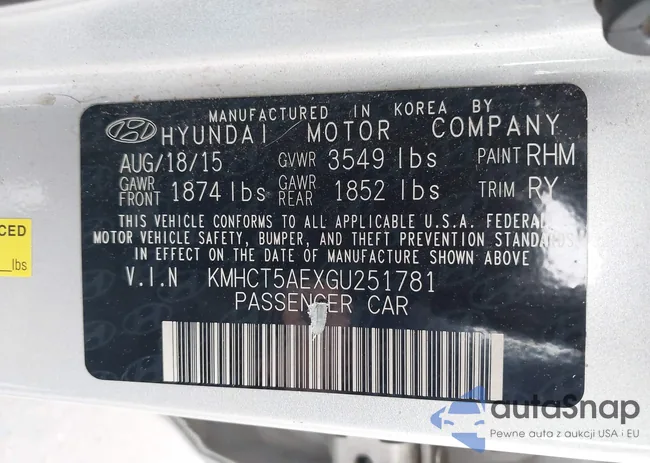 MANUFACTURED IN KOREA BY
HYUNDAI MOTOR COMPANY
AUG/18/15 GVWR 3549 lbs PAINT RHM
GAWR FRONT 1874 lbs GAWR REAR 1852 lbs TRIM RY
THIS VEHICLE CONFORMS TO ALL APPLICABLE U.S.A. FEDERAL
MOTOR VEHICLE SAFETY, BUMPER, AND THEFT PREVENTION STANDARDS
IN EFFECT ON THE DATE OF MANUFACTURE SHOWN ABOVE
V.I.N KMHCT5AEXGU251781
PASSENGER CAR
lbs
autoSnap
Pewne auta z aukcji USA i EU